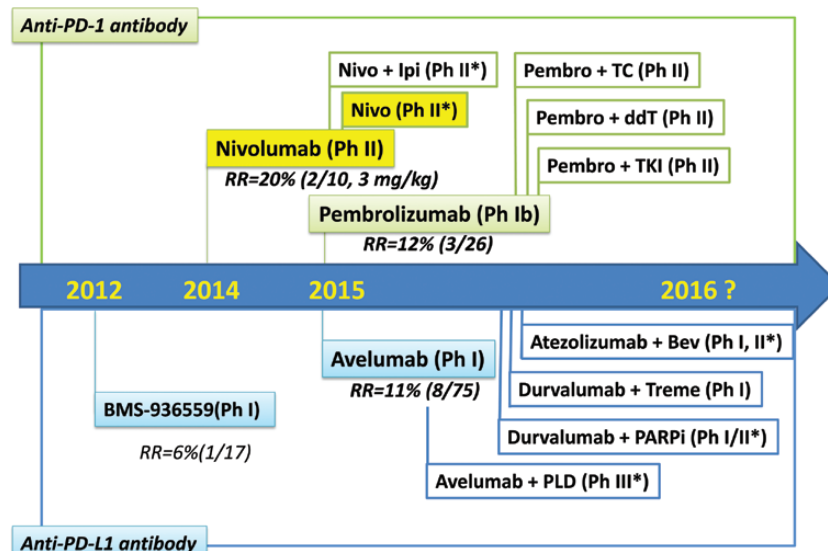 Anti-PD-1 antibody
Nivo + Ipi (Ph II*)
Pembro + TC (Ph II)
Nivo (Ph II*)
Pembro + ddT (Ph II)
Nivolumab (Ph II)
Pembro + TKI (Ph II)
RR=20% (2/10, 3 mg/kg)
Pembrolizumab (Ph Ib)
RR=12% (3/26)
2012 2014 2015 2016 ?
Atezolizumab + Bev (Ph I, II*)
Avelumab (Ph I)
RR=11% (8/75)
Durvalumab + Treme (Ph I)
BMS-936559(Ph I)
Durvalumab + PARPi (Ph I/II*)
RR=6%(1/17)
Avelumab + PLD (Ph III*)
Anti-PD-L1 antibody